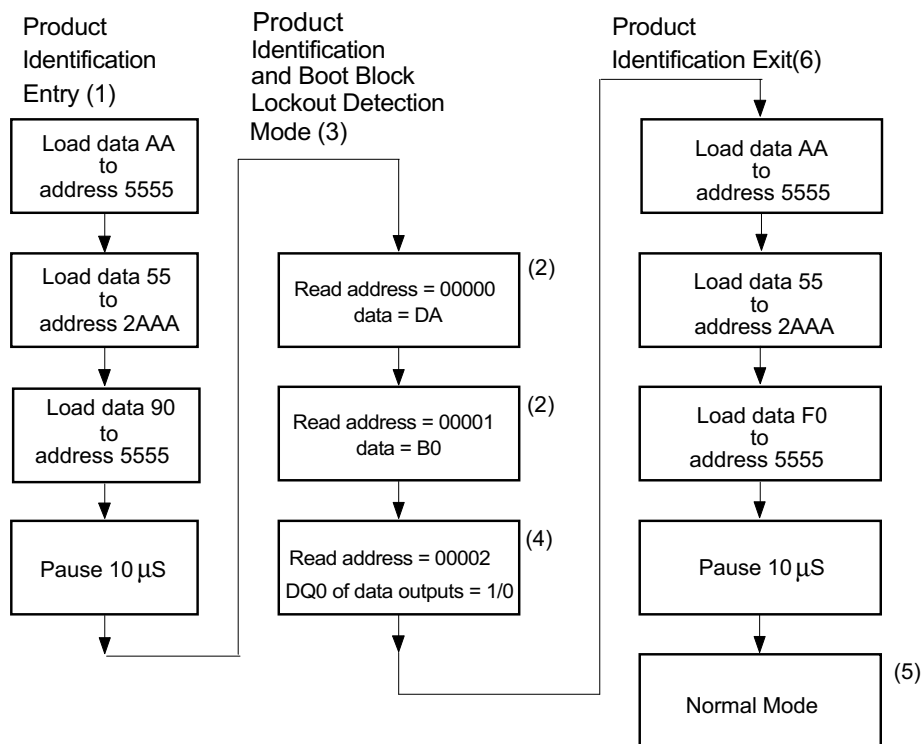 Product
Identification
Entry (1)
Load data AA
to
address 5555
Load data 55
to
address 2AAA
Load data 90
to
address 5555
Pause 10 μS
Product
Identification
and Boot Block
Lockout Detection
Mode (3)
Read address = 00000
data = DA
(2)
Read address = 00001
data = B0
(2)
Read address = 00002
DQ0 of data outputs = 1/0
(4)
Product
Identification Exit(6)
Load data AA
to
address 5555
Load data 55
to
address 2AAA
Load data F0
to
address 5555
Pause 10 μS
Normal Mode
(5)